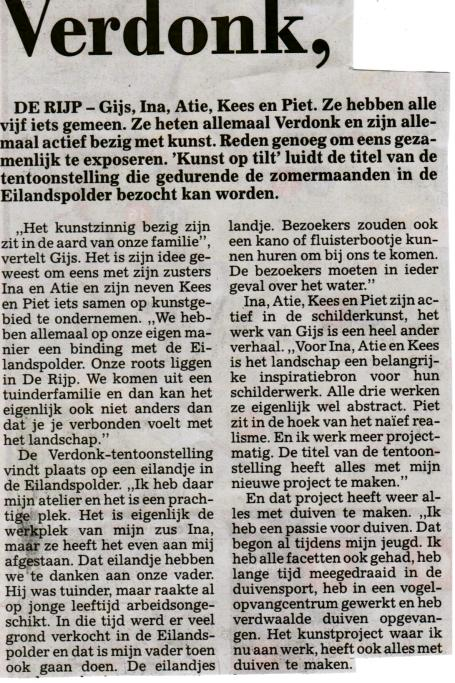 Verdonk,
DE RIJP – Gijs, Ina, Atie, Kees en Piet. Ze hebben alle
vijf iets gemeen. Ze heten allemaal Verdonk en zijn alle-
maal actief bezig met kunst. Reden genoeg om eens geza-
menlijk te exposeren. 'Kunst op tilt' luidt de titel van de
tentoonstelling die gedurende de zomermaanden in de
Eilandspolder bezocht kan worden.
„Het kunstzinnig bezig zijn
zit in de aard van onze familie”,
vertelt Gijs. Het is zijn idee ge-
weest om eens met zijn zusters
Ina en Atie en zijn neven Kees
en Piet iets samen op kunstge-
bied te ondernemen. „We heb-
ben allemaal op onze eigen ma-
nier een binding met de Ei-
landspolder. Onze roots liggen
in De Rijp. We komen uit een
tuinderfamilie en dan kan het
eigenlijk ook niet anders dan
dat je je verbonden voelt met
het landschap.”
De Verdonk-tentoonstelling
vindt plaats op een eilandje in
de Eilandspolder. „Ik heb daar
mijn atelier en het is een prach-
tige plek. Het is eigenlijk de
werkplek van mijn zus Ina,
maar ze heeft het even aan mij
afgestaan. Dat eilandje hebben
we te danken aan onze vader.
Hij was tuinder, maar raakte al
op jonge leeftijd arbeidsonge-
schikt. In die tijd werd er veel
grond verkocht in de Eilands-
polder en dat is mijn vader toen
ook gaan doen. De eilandjes
landje. Bezoekers zouden ook
een kano of fluisterbootje kun-
nen huren om bij ons te komen.
De bezoekers moeten in ieder
geval over het water.”
Ina, Atie, Kees en Piet zijn ac-
tief in de schilderkunst, het
werk van Gijs is een heel ander
verhaal. „Voor Ina, Atie en Kees
is het landschap een belangrij-
ke inspiratiebron voor hun
schilderwerk. Alle drie werken
ze eigenlijk wel abstract. Piet
zit in de hoek van het naïef rea-
lisme. En ik werk meer project-
matig. De titel van de tentoon-
stelling heeft alles met mijn
nieuwe project te maken.”
En dat project heeft weer al-
les met duiven te maken. „Ik
heb een passie voor duiven. Dat
begon al tijdens mijn jeugd. Ik
heb alle facetten ook gehad, heb
lange tijd meegedraaid in de
duivensport, heb in een vogel-
opvangcentrum gewerkt en heb
verdwaalde duiven opgevan-
gen. Het kunstproject waar ik
nu aan werk, heeft ook alles met
duiven te maken.